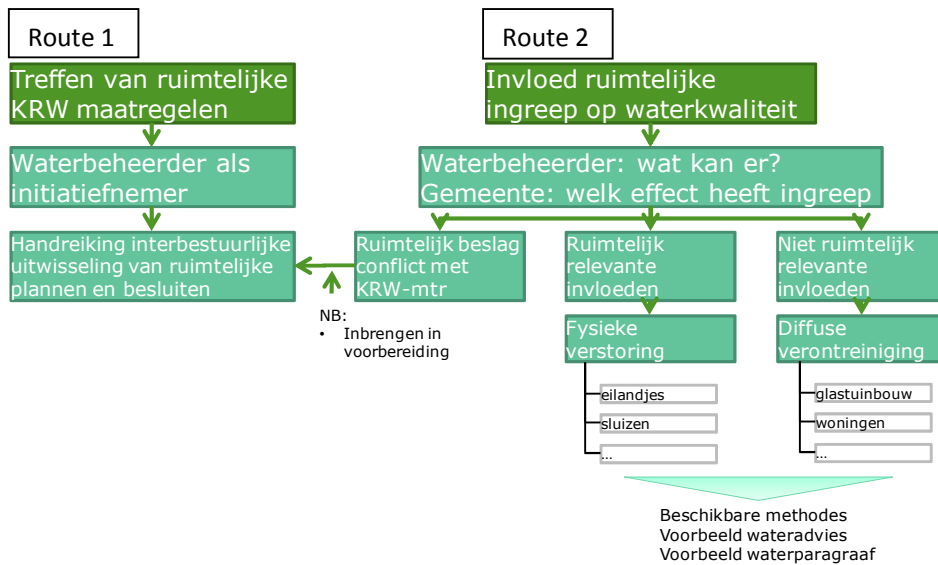 Route 1
Treffen van ruimtelijke
KRW maatregelen
Waterbeheerder als
initiatiefnemer
Handreiking interbestuurlijke
uitwisseling van ruimtelijke
plannen en besluiten
Route 2
Invloed ruimtelijke
ingreep op waterkwaliteit
Waterbeheerder: wat kan er?
Gemeente: welk effect heeft ingreep
Ruimtelijk beslag
conflict met
KRW-mtr
NB:
• Inbrengen in
voorbereiding
Ruimtelijk
relevante
invloeden
Fysieke
verstoring
eilandjes
sluizen
...
Niet ruimtelijk
relevante
invloeden
Diffuse
verontreiniging
glastuinbouw
woningen
...
Beschikbare methodes
Voorbeeld wateradvies
Voorbeeld waterparagraaf